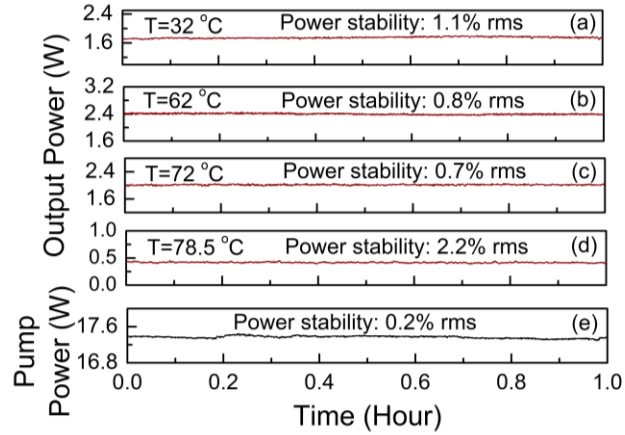 2.4
1.6
T=32 °C Power stability: 1.1% rms (a)
3.2
2.4
1.6
T=62 °C Power stability: 0.8% rms (b)
2.4
1.6
T=72 °C Power stability: 0.7% rms (c)
1.0
0.5
0.0
T=78.5 °C Power stability: 2.2% rms (d)
Output Power (W)
17.6
16.8
Power stability: 0.2% rms (e)
Pump
Power (W)
0.0 0.2 0.4 0.6 0.8 1.0
Time (Hour)